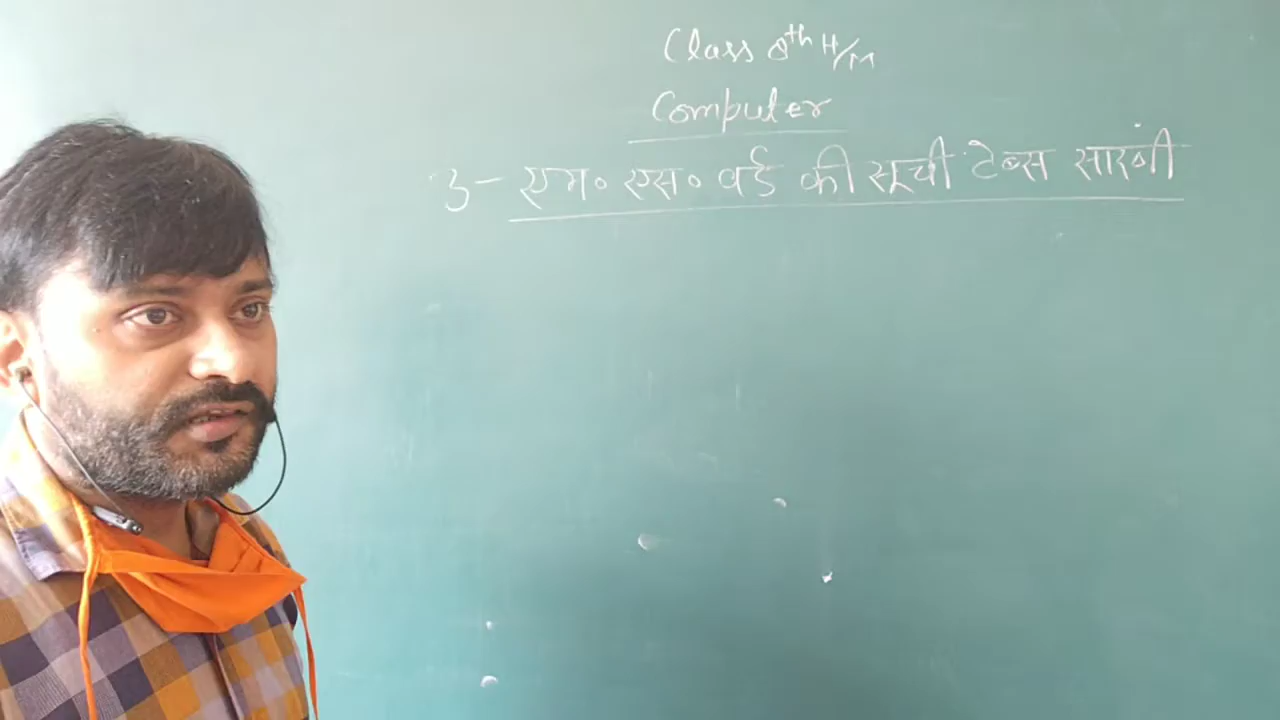 Class 8th H/M
Computer
3- एम० एस० वर्ड की सूची टेब्स सारणी